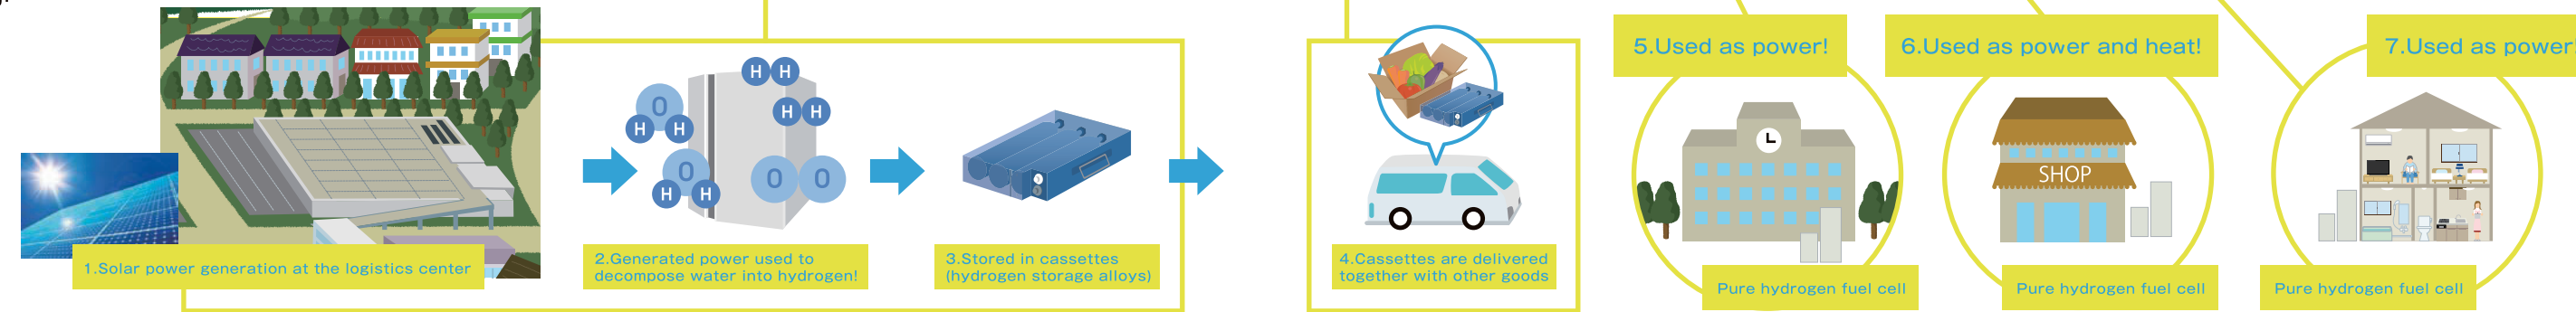 1.Solar power generation at the logistics center
H H
H H
O
H H
O
H H
O O
2.Generated power used to
decompose water into hydrogen!
3.Stored in cassettes
(hydrogen storage alloys)
4.Cassettes are delivered
together with other goods
5.Used as power!
Pure hydrogen fuel cell
6.Used as power and heat!
SHOP
Pure hydrogen fuel cell
7.Used as power
Pure hydrogen fuel cell